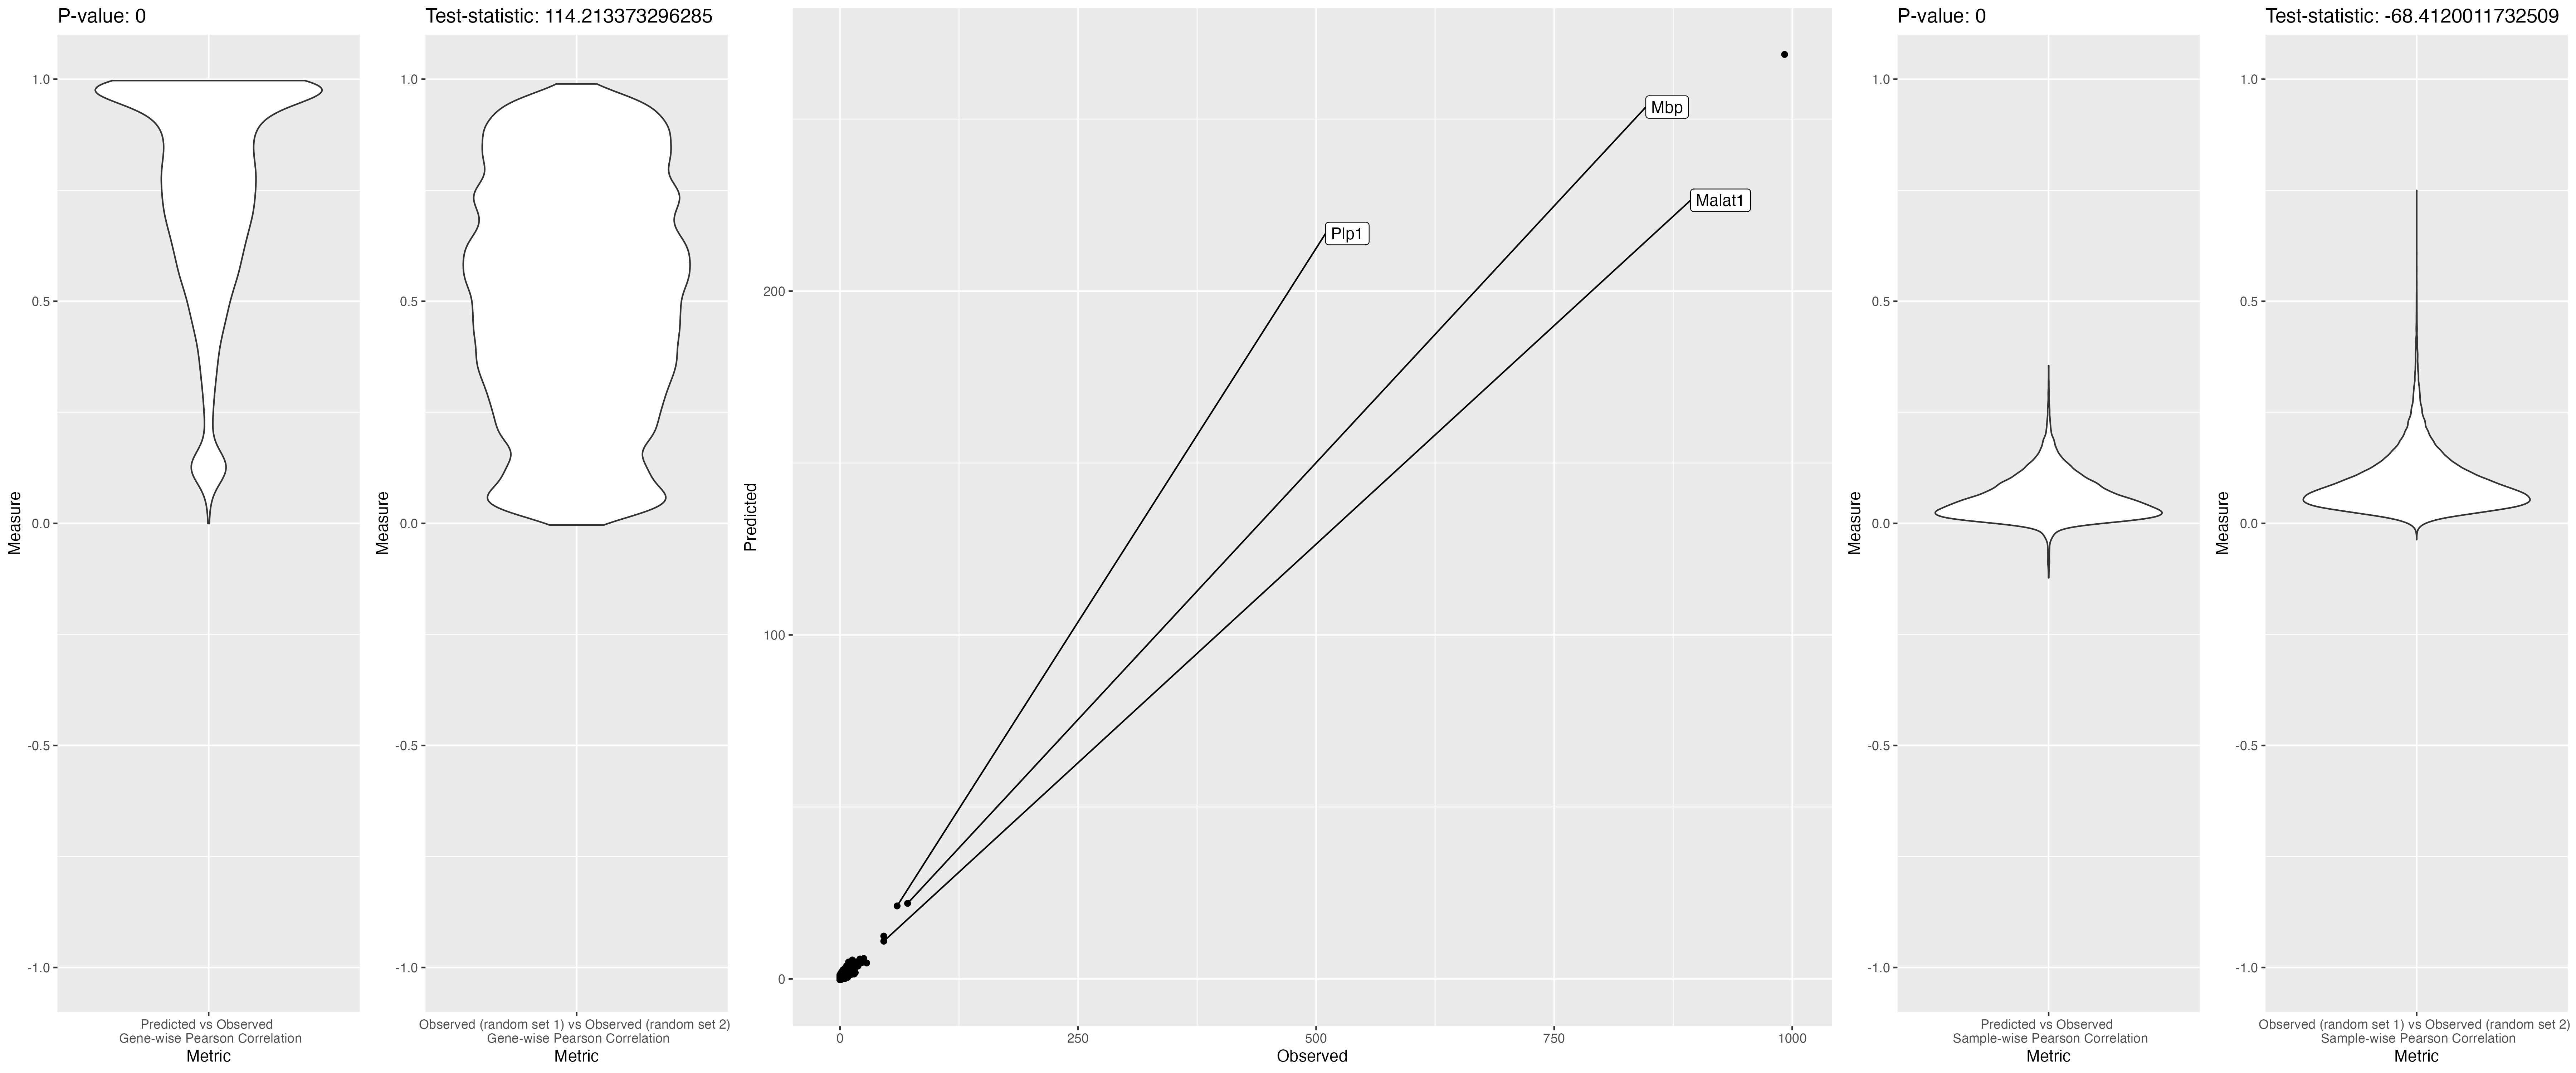 P-value: 0
Measure
1.0
0.5
0.0
-0.5
-1.0
Predicted vs Observed
Gene-wise Pearson Correlation
Metric
Test-statistic: 114.213373296285
Measure
1.0
0.5
0.0
-0.5
-1.0
Observed (random set 1) vs Observed (random set 2)
Gene-wise Pearson Correlation
Metric
Predicted
200
100
0
Mbp
Malat1
Plp1
0 250 500 750 1000
Observed
P-value: 0
Measure
1.0
0.5
0.0
-0.5
-1.0
Predicted vs Observed
Sample-wise Pearson Correlation
Metric
Test-statistic: -68.4120011732509
Measure
1.0
0.5
0.0
-0.5
-1.0
Observed (random set 1) vs Observed (random set 2)
Sample-wise Pearson Correlation
Metric